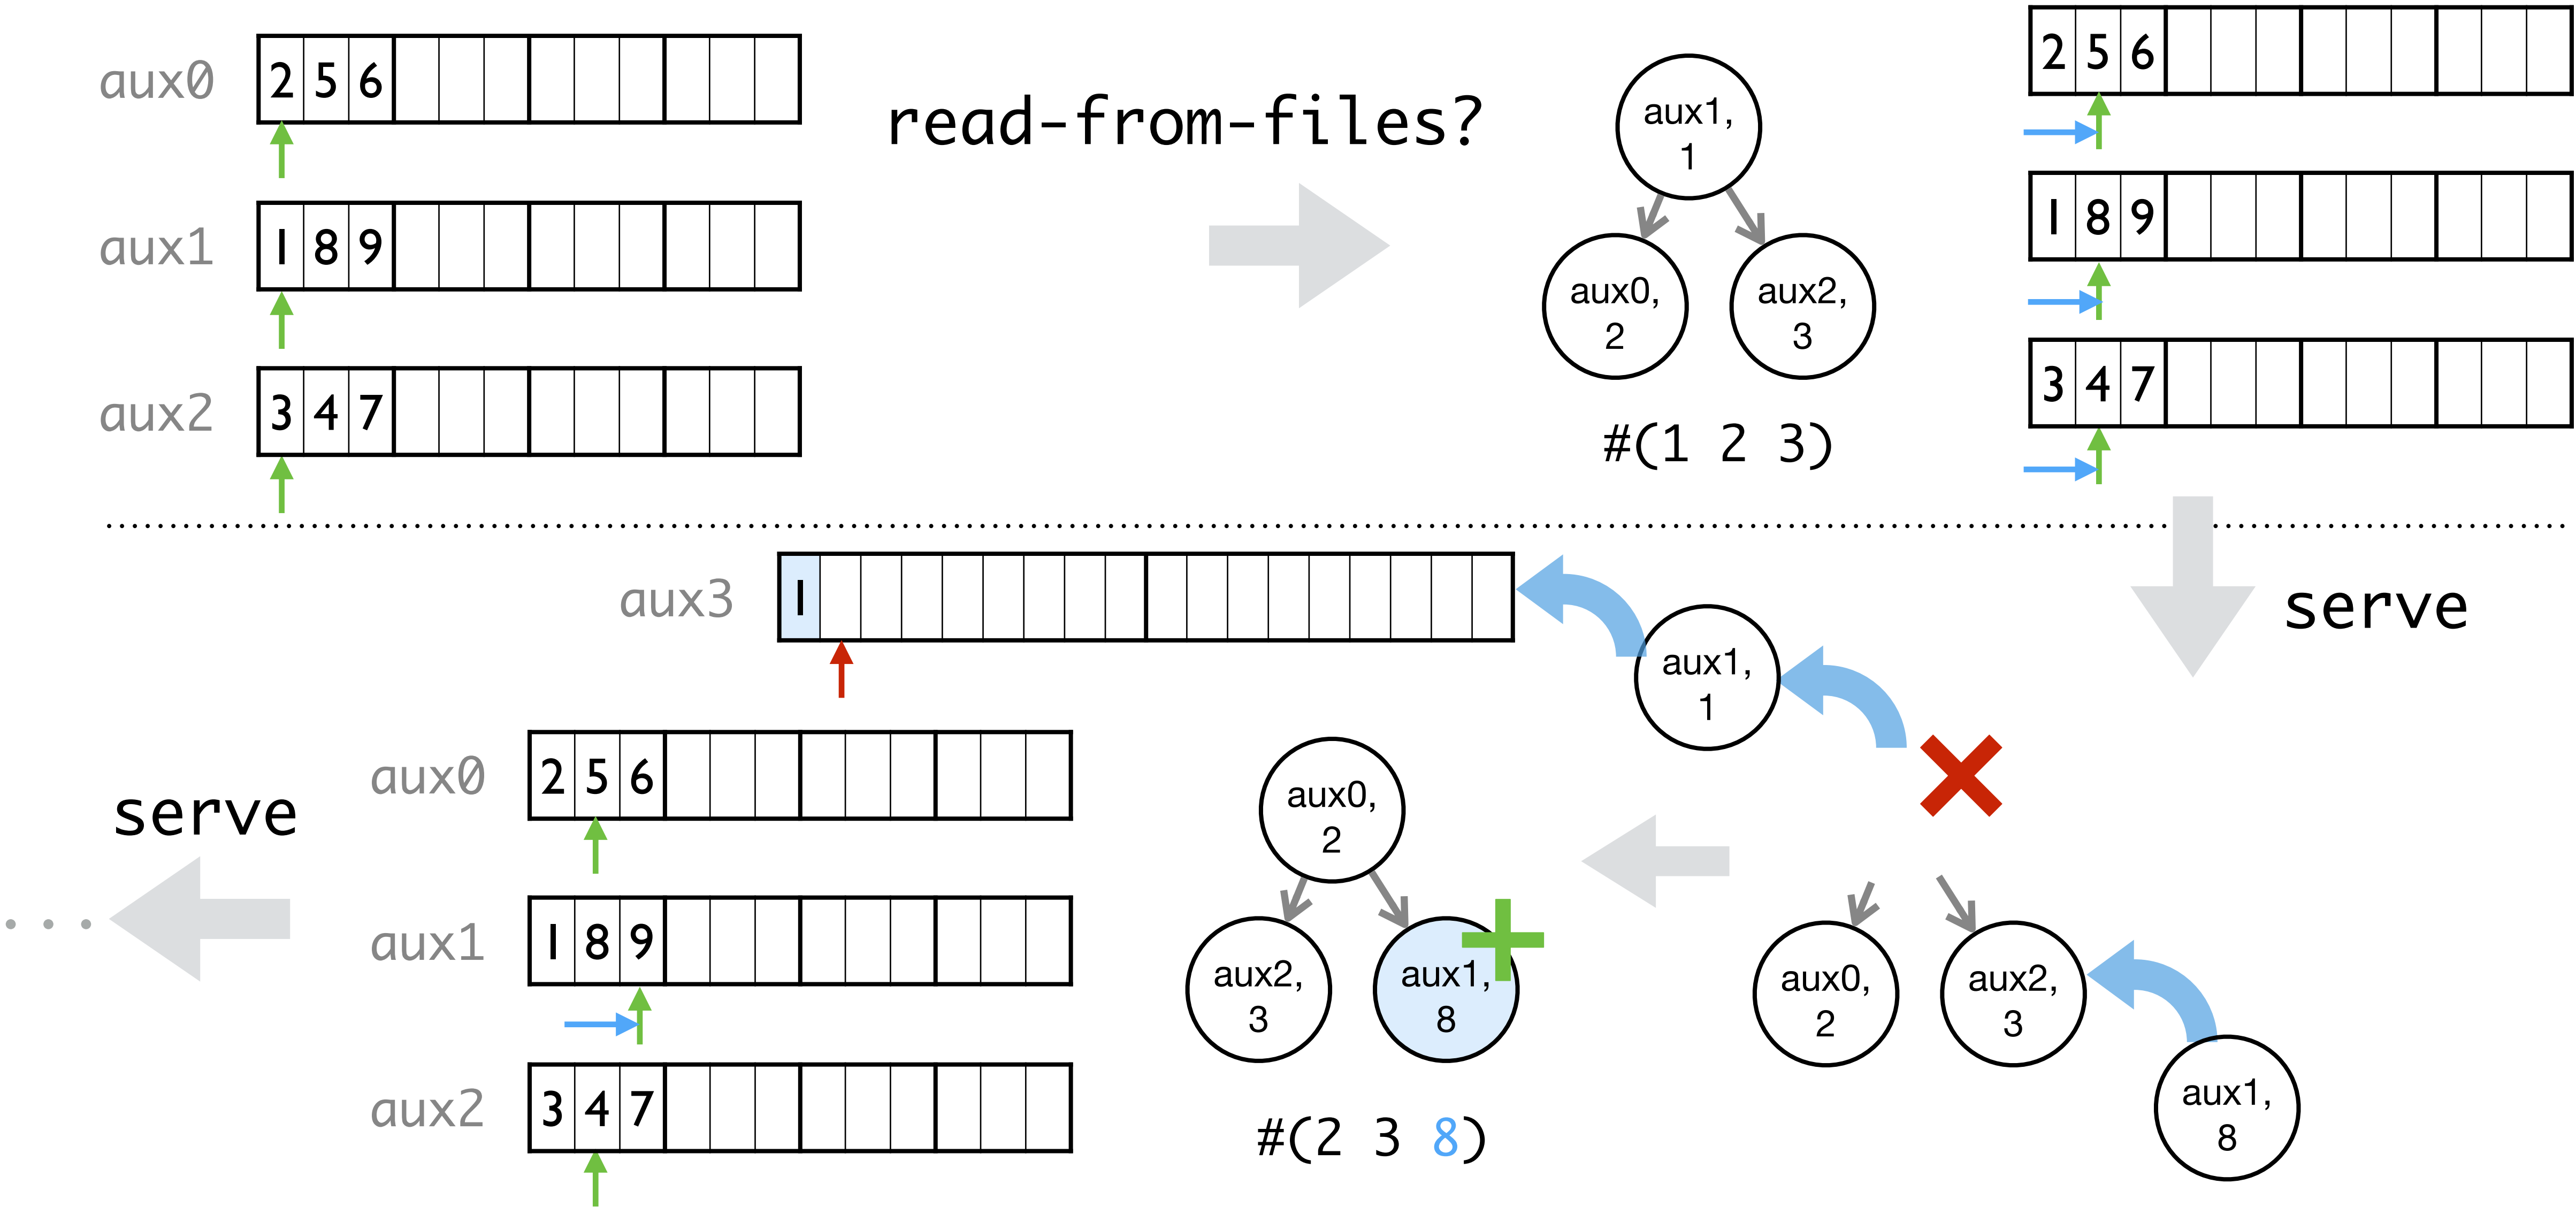 aux0 2 5 6
read-from-files?
aux1,
1
2 5 6
aux1 1 8 9
1 8 9
aux0,
2
aux2,
3
aux2 3 4 7
3 4 7
#(1 2 3)
aux3 1
serve
aux1,
1
aux0 2 5 6
serve
aux0,
2
aux1 1 8 9
aux2,
3
aux1,
8
aux0,
2
aux2,
3
aux2 3 4 7
#(2 3 8)
aux1,
8